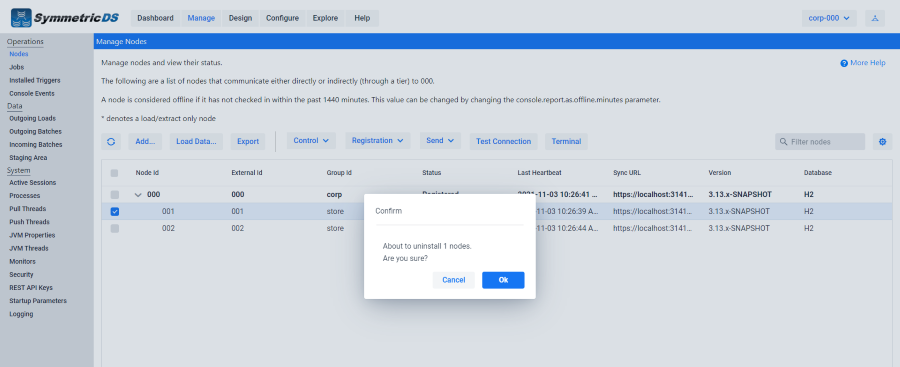 SymmetricDS Dashboard Manage Design Configure Explore Help corp-000
Operations
Nodes
Jobs
Installed Triggers
Console Events
Data
Outgoing Loads
Outgoing Batches
Incoming Batches
Staging Area
System
Active Sessions
Processes
Pull Threads
Push Threads
JVM Properties
JVM Threads
Monitors
Security
REST API Keys
Startup Parameters
Logging
Manage Nodes
Manage nodes and view their status.
More Help
The following are a list of nodes that communicate either directly or indirectly (through a tier) to 000.
A node is considered offline if it has not checked in within the past 1440 minutes. This value can be changed by changing the console.report.as.offline.minutes parameter.
* denotes a load/extract only node
Add... Load Data... Export Control Registration Send Test Connection Terminal Filter nodes
Node Id External Id Group Id Status Last Heartbeat Sync URL Version Database
000 000 corp Registered 2021-11-03 10:26:41 ... https://localhost:3141... 3.13.x-SNAPSHOT H2
001 001 store -11-03 10:26:39 A... https://localhost:3141... 3.13.x-SNAPSHOT H2
002 002 store -11-03 10:26:44 A... https://localhost:3141... 3.13.x-SNAPSHOT H2
Confirm
About to uninstall 1 nodes.
Are you sure?
Cancel Ok